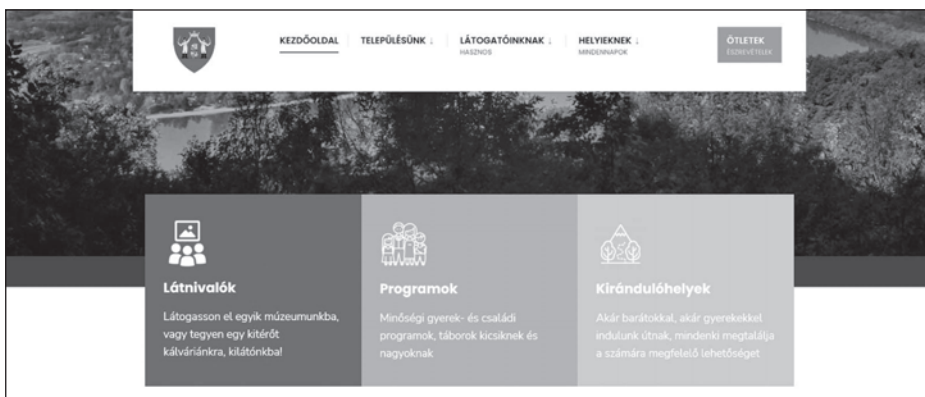 KEZDŐOLDAL TELEPÜLÉSÜNK ↓ LÁTOGATÓINKNAK ↓ HELYIEKNEK ↓ ÖTLETEK
HASZNOS MINDENNAPOK ÉSZREVÉTELEK
Látnivalók
Látogasson el egyik múzeumunkba,
vagy tegyen egy kitérőt
kálváriánkra, kilátónkba!
Programok
Minőségi gyerek- és családi
programok, táborok kicsiknek és
nagyoknak
Kirándulóhelyek
Akár barátokkal, akár gyerekekkel
indulunk útnak, mindenki megtalálja
a számára megfelelő lehetőséget